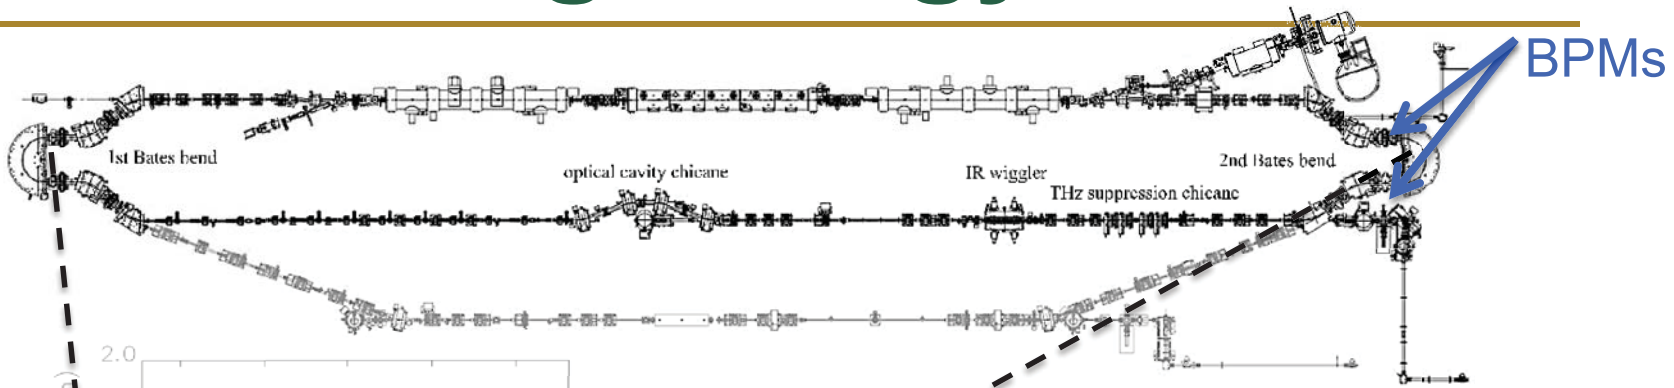 BPMs
1st Bates bend
2nd Bates bend
optical cavity chicane
IR wiggler
THz suppression chicane
2.0